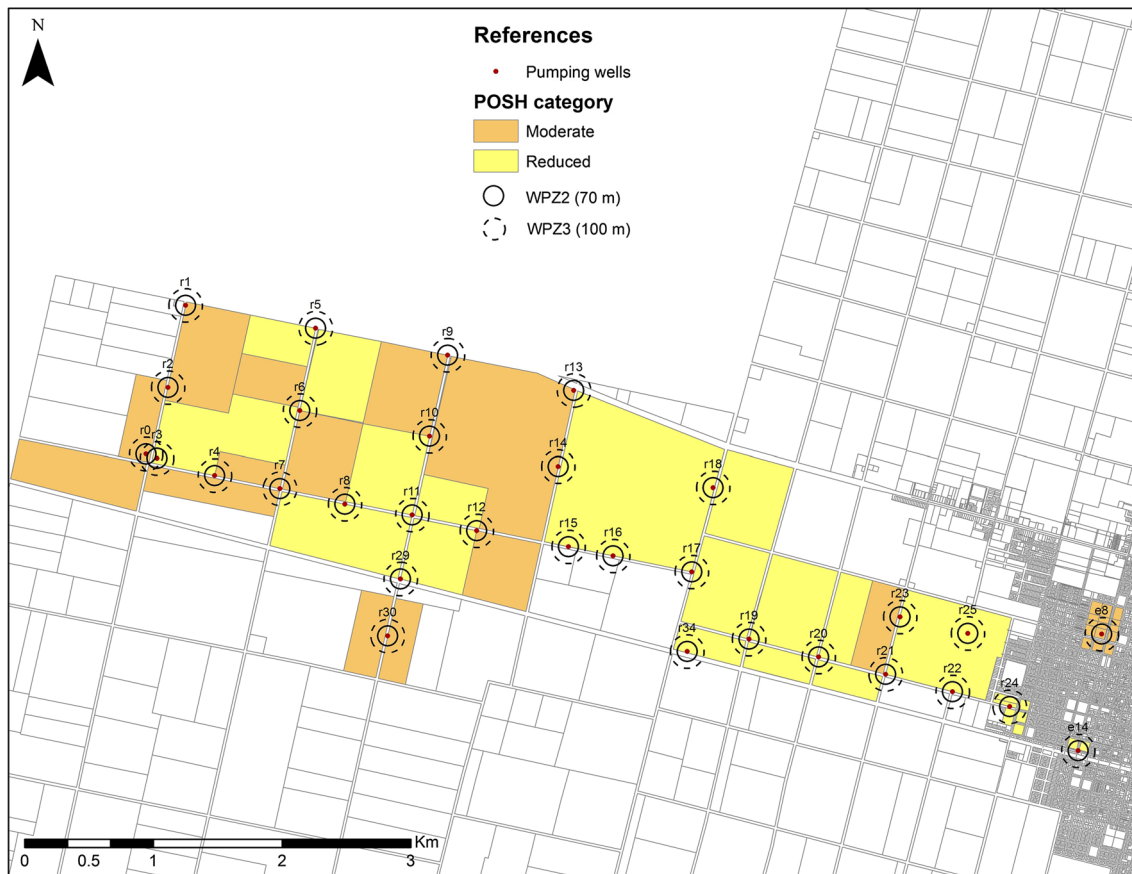 N
References
Pumping wells
POSH category
Moderate
Reduced
WPZ2 (70 m)
WPZ3 (100 m)
r1
r5
r9
r13
r2
r6
r10
r0
r3
r4
r7
r8
r11
r12
r14
r18
r15
r16
r17
r29
r30
r34
r19
r20
r21
r23
r25
r22
r24
e8
e14
Km
0 0.5 1 2 3